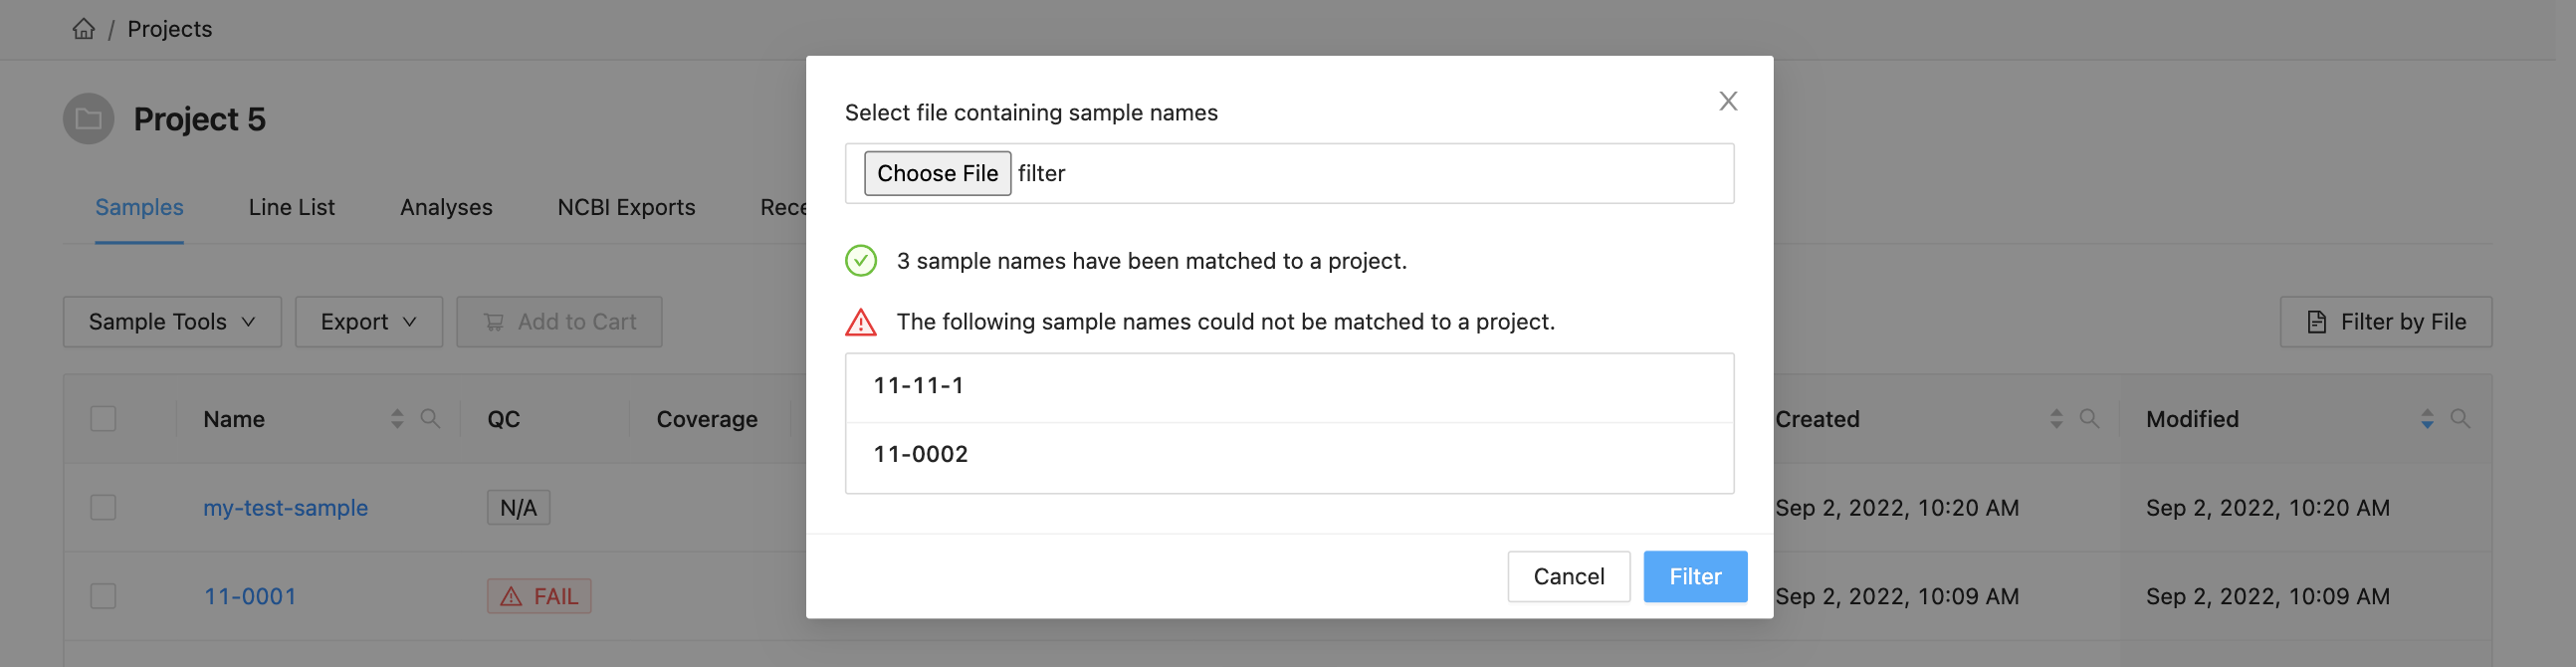 / Projects
Project 5
Samples Line List Analyses NCBI Exports
Sample Tools Export Add to Cart Filter by File
Name QC Coverage Created Modified
my-test-sample N/A Sep 2, 2022, 10:20 AM Sep 2, 2022, 10:20 AM
11-0001 FAIL Sep 2, 2022, 10:09 AM Sep 2, 2022, 10:09 AM
Select file containing sample names
Choose File filter
3 sample names have been matched to a project.
The following sample names could not be matched to a project.
11-11-1
11-0002
Cancel Filter